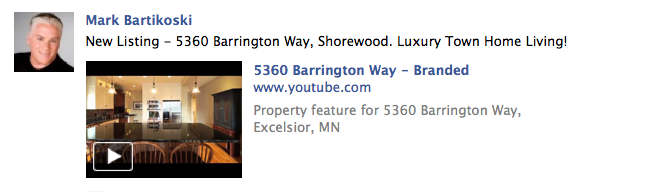 Mark Bartikoski
New Listing - 5360 Barrington Way, Shorewood. Luxury Town Home Living!
5360 Barrington Way - Branded
www.youtube.com
Property feature for 5360 Barrington Way,
Excelsior, MN